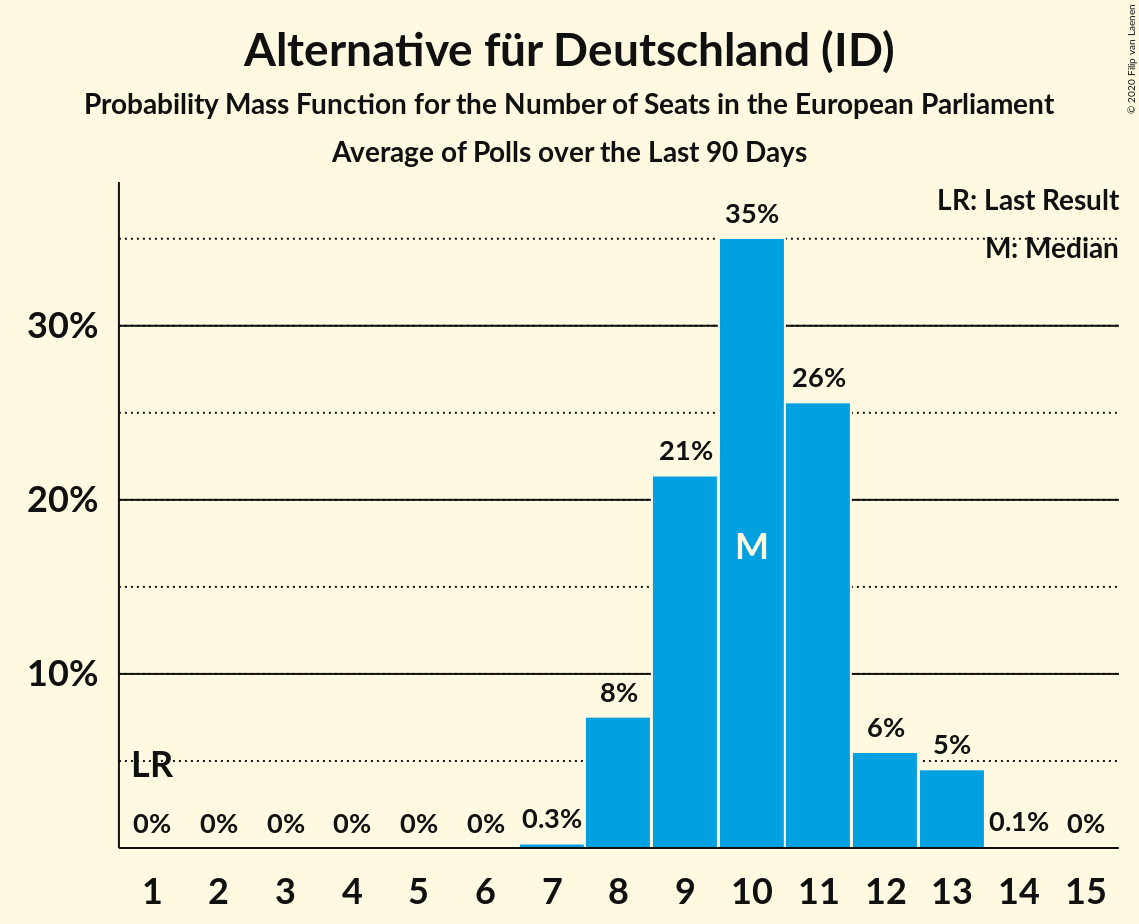 Alternative für Deutschland (ID)
Probability Mass Function for the Number of Seats in the European Parliament
Average of Polls over the Last 90 Days
© 2020 Filip van Laenen
LR: Last Result
M: Median
35%
30%
26%
21%
20%
M
10%
8%
6%
5%
LR
0% 0% 0% 0% 0% 0% 0.3% 0.1% 0%
1 2 3 4 5 6 7 8 9 10 11 12 13 14 15